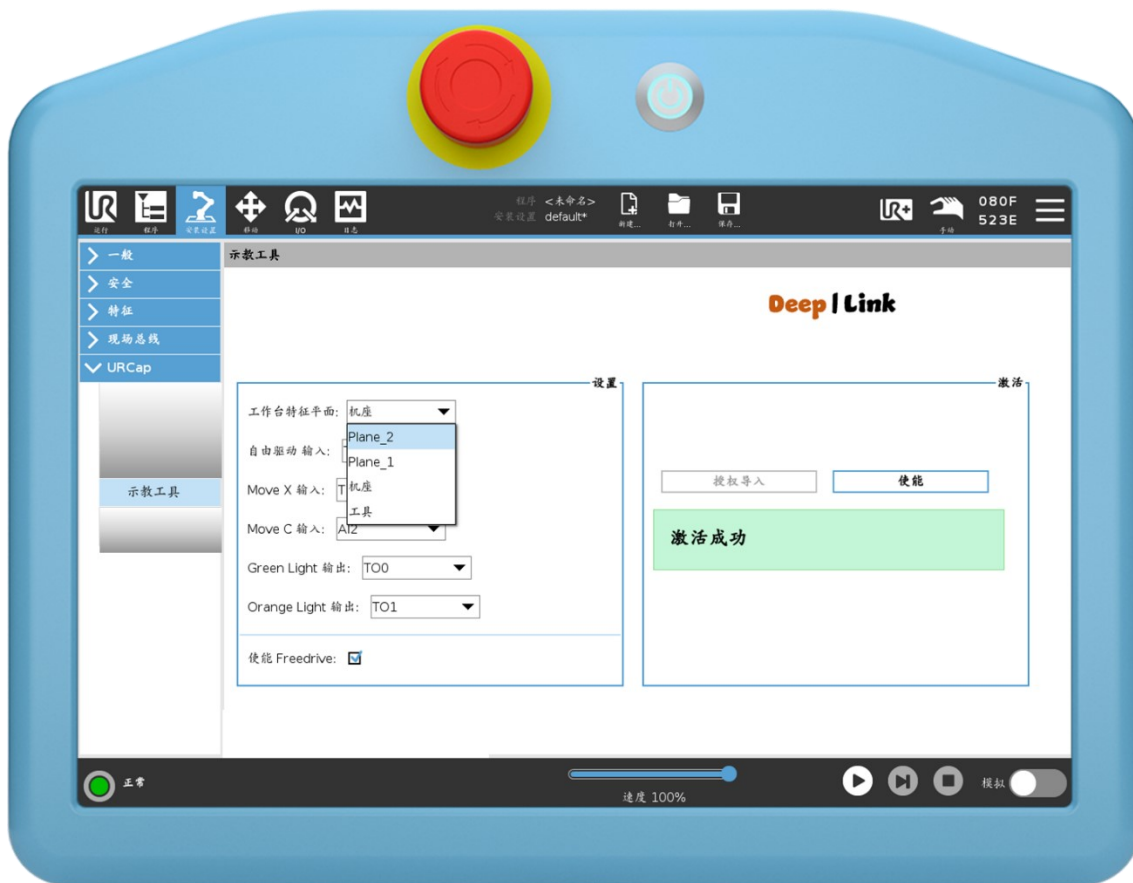 程序 <未命名>
安装设置 default*
运行
程序
安装设置
移动
I/O
日志
新建...
打开...
保存...
UR+
手动
080F
523E
一般
安全
特征
现场总线
URCap
示教工具
示教工具
Deep | Link
设置
工作台特征平面: 机座
Plane_2
Plane_1
机座
工具
自由驱动 输入:
Move X 输入: T
Move C 输入: AI2
Green Light 输出: TO0
Orange Light 输出: TO1
使能 Freedrive:
激活
授权导入
使能
激活成功
正常
速度 100%
模拟